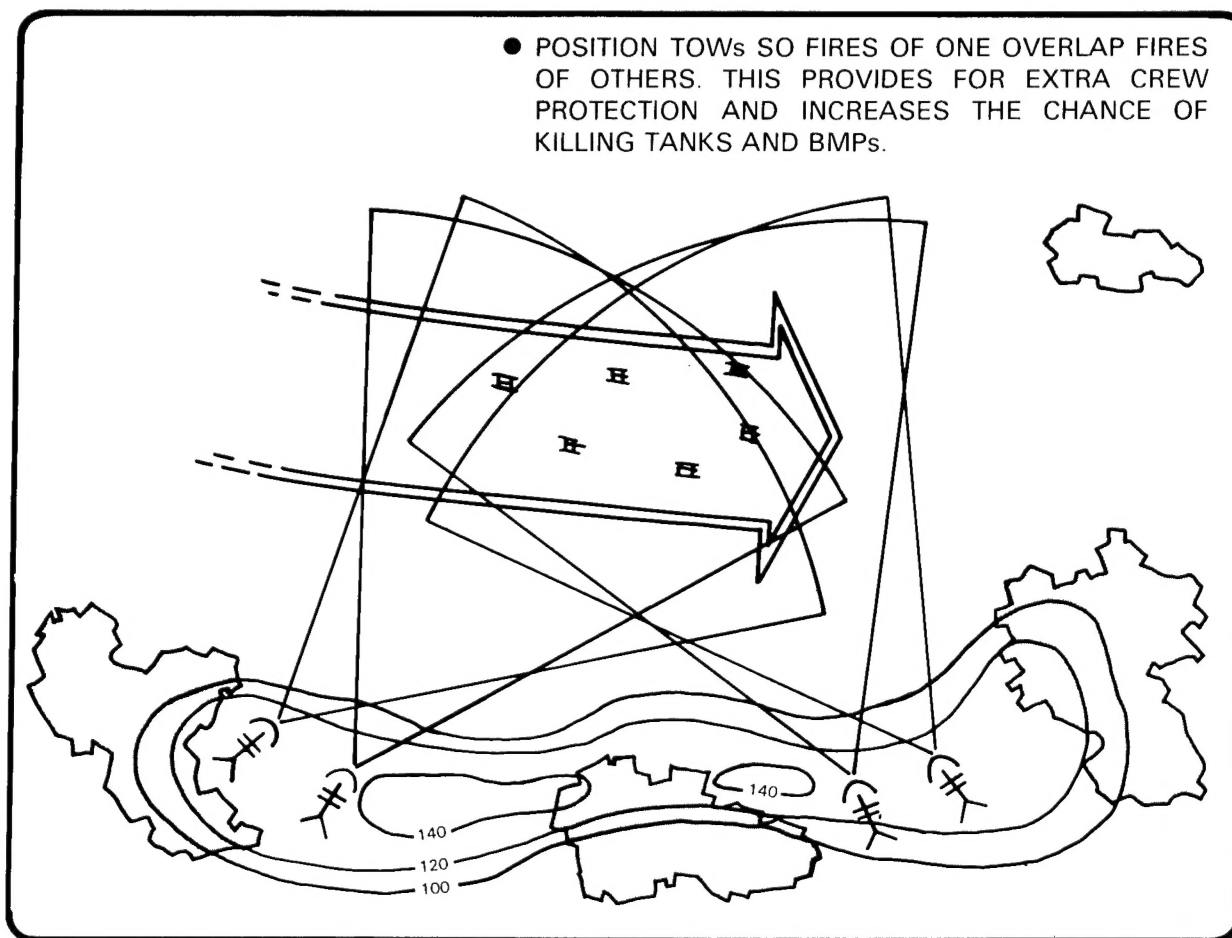 ● POSITION TOWs SO FIRES OF ONE OVERLAP FIRES
OF OTHERS. THIS PROVIDES FOR EXTRA CREW
PROTECTION AND INCREASES THE CHANCE OF
KILLING TANKS AND BMPs.
140
140
120
100